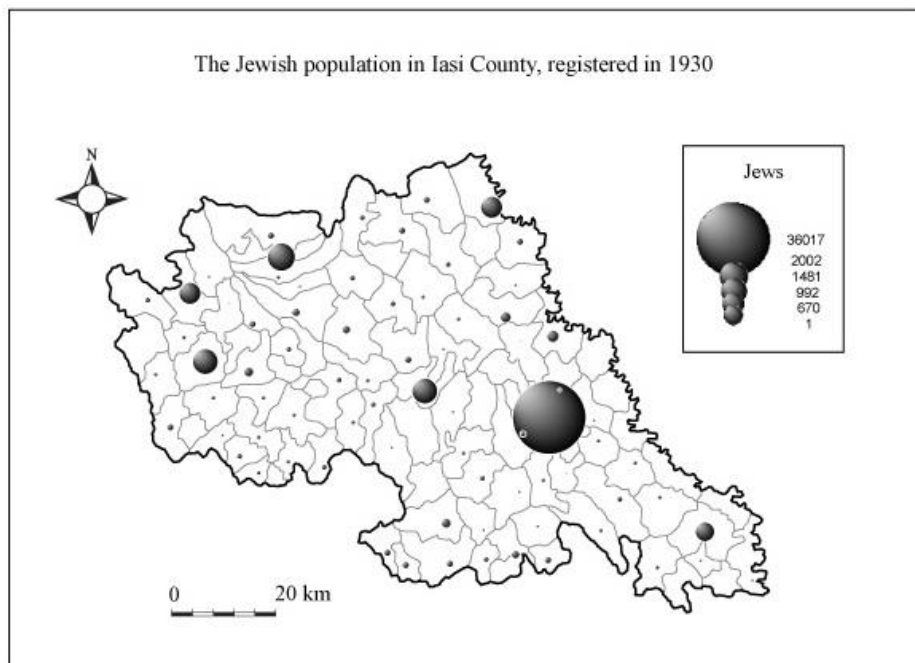 The Jewish population in Iasi County, registered in 1930
N
Jews
36017
2002
1481
992
670
1
0 20 km